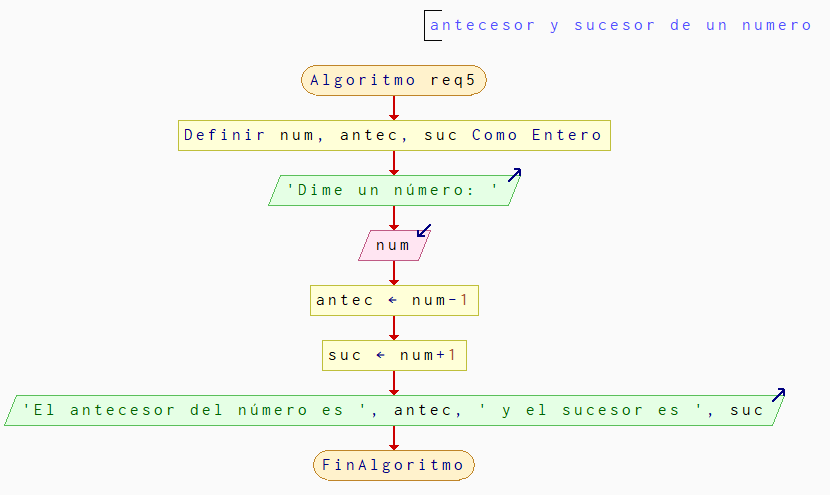 antecesor y sucesor de un numero
Algoritmo req5
Definir num, antec, suc Como Entero
'Dime un número: '
num
antec ← num-1
suc ← num+1
'El antecesor del número es ', antec, ' y el sucesor es ', suc
FinAlgoritmo